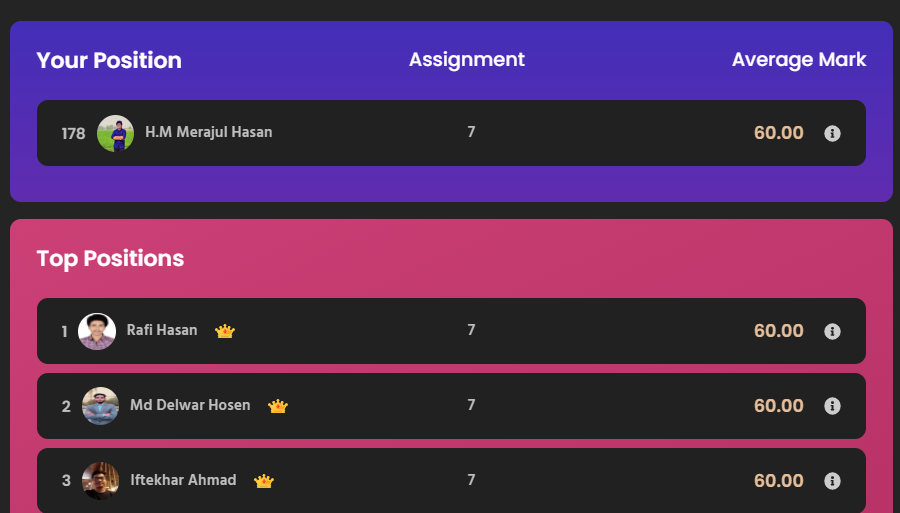 Your Position Assignment Average Mark
178 H.M Merajul Hasan 7 60.00
Top Positions
1 Rafi Hasan 7 60.00
2 Md Delwar Hosen 7 60.00
3 Iftekhar Ahmad 7 60.00